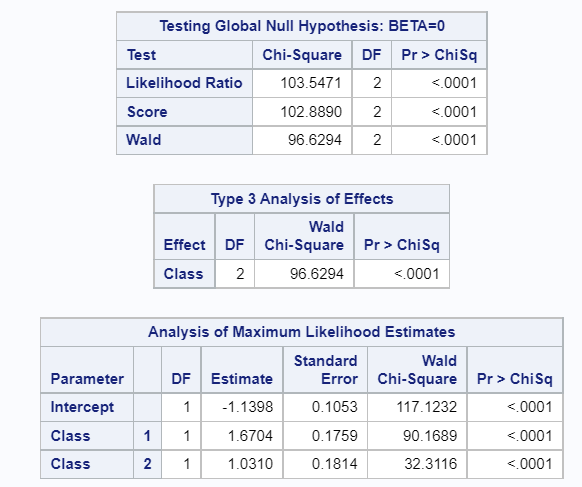 Testing Global Null Hypothesis: BETA=0
Test Chi-Square DF Pr > ChiSq
Likelihood Ratio 103.5471 2 <.0001
Score 102.8890 2 <.0001
Wald 96.6294 2 <.0001
Type 3 Analysis of Effects
Wald
Effect DF Chi-Square Pr > ChiSq
Class 2 96.6294 <.0001
Analysis of Maximum Likelihood Estimates
Standard Wald
Parameter DF Estimate Error Chi-Square Pr > ChiSq
Intercept 1 -1.1398 0.1053 117.1232 <.0001
Class 1 1 1.6704 0.1759 90.1689 <.0001
Class 2 1 1.0310 0.1814 32.3116 <.0001